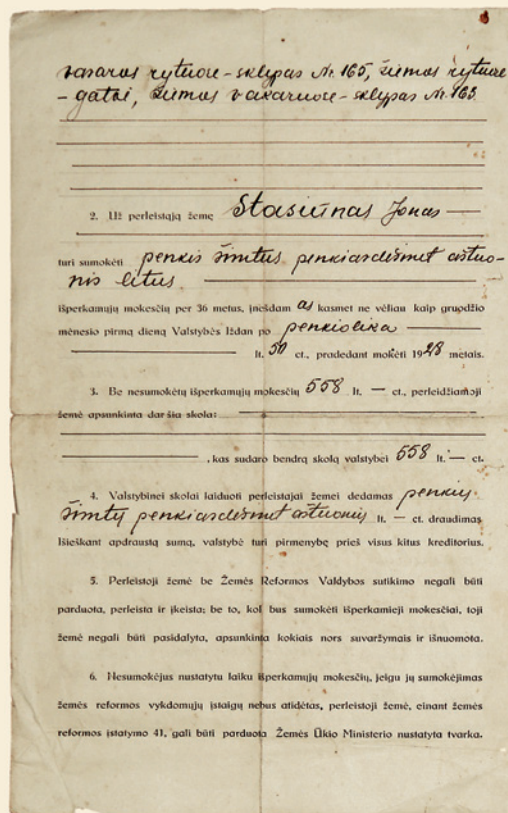 vasaros rytuose - sklypas Nr. 165, žiemos rytuose
- gatvi, žiemos vakaruose - sklypas Nr. 163
2. Už perleistąją žemę Stasiūnas Jonas —
turi sumokėti penkis šimtus penkiasdešimt aštuo-
nis litus
išperkamųjų mokesčių per 36 metus, įnešdamas kasmet ne vėliau kaip gruodžio
mėnesio pirmą dieną Valstybės Iždan po penkiolika
lt. 50 ct., pradedant mokėti 1928 metais.
3. Be nesumokėtų išperkamųjų mokesčių 558 lt. — ct., perleidžiamoji
žemė apsunkinta dar šia skola:
, kas sudaro bendrą skolą valstybei 558 lt. — ct.
4. Valstybinei skolai laiduoti perleistajai žemei dedamas penkių
šimtų penkiasdešimt aštuonių lt. — ct. draudimas
Išieškant apdraustą sumą, valstybė turi pirmenybę prieš visus kitus kreditorius.
5. Perleistoji žemė be Žemės Reformos Valdybos sutikimo negali būti
parduota, perleista ir įkeista; be to, kol bus sumokėti išperkamieji mokesčiai, toji
žemė negali būti pasidalyta, apsunkinta kokiais nors suvaržymais ir išnuomota.
6. Nesumokėjus nustatytu laiku išperkamųjų mokesčių, jeigu jų sumokėjimas
žemės reformos vykdomųjų įstaigų nebus atidėtas, perleistoji žemė, einant žemės
reformos įstatymo 41, gali būti parduota Žemės Ūkio Ministerio nustatyta tvarka.